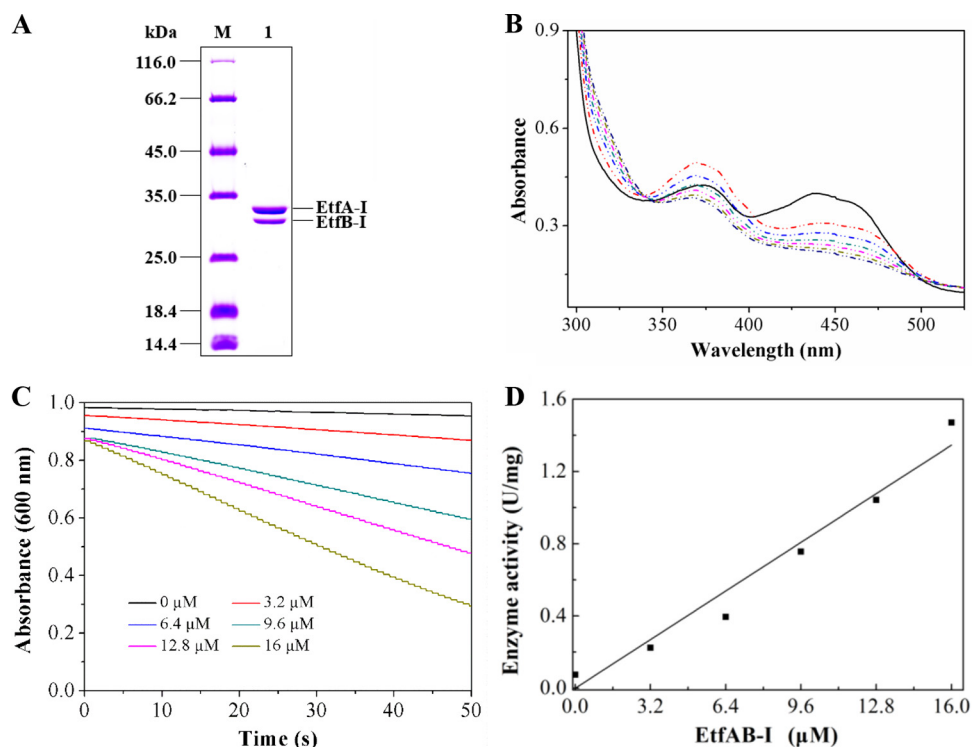 A
kDa
M 1
116.0
66.2
45.0
35.0
25.0
18.4
14.4
EtfA-I
EtfB-I
B
0.9
0.6
0.3
Absorbance
300 350 400 450 500
Wavelength (nm)
C
1.0
0.8
0.6
0.4
0.2
0.0
Absorbance (600 nm)
0 µM 3.2 µM
6.4 µM 9.6 µM
12.8 µM 16 µM
0 10 20 30 40 50
Time (s)
D
1.6
1.2
0.8
0.4
0.0
Enzyme activity (U/mg)
0.0 3.2 6.4 9.6 12.8 16.0
EtfAB-I (µM)